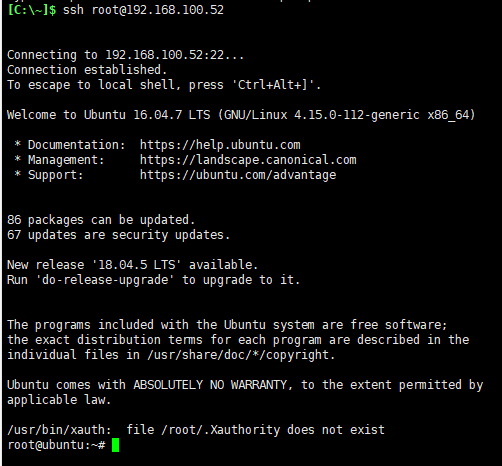 [C:\~]$ ssh root@192.168.100.52
Connecting to 192.168.100.52:22...
Connection established.
To escape to local shell, press 'Ctrl+Alt+]'.
Welcome to Ubuntu 16.04.7 LTS (GNU/Linux 4.15.0-112-generic x86_64)
* Documentation:  https://help.ubuntu.com
* Management:     https://landscape.canonical.com
* Support:        https://ubuntu.com/advantage
86 packages can be updated.
67 updates are security updates.
New release '18.04.5 LTS' available.
Run 'do-release-upgrade' to upgrade to it.
The programs included with the Ubuntu system are free software;
the exact distribution terms for each program are described in the
individual files in /usr/share/doc/*/copyright.
Ubuntu comes with ABSOLUTELY NO WARRANTY, to the extent permitted by
applicable law.
/usr/bin/xauth:  file /root/.Xauthority does not exist
root@ubuntu:~#